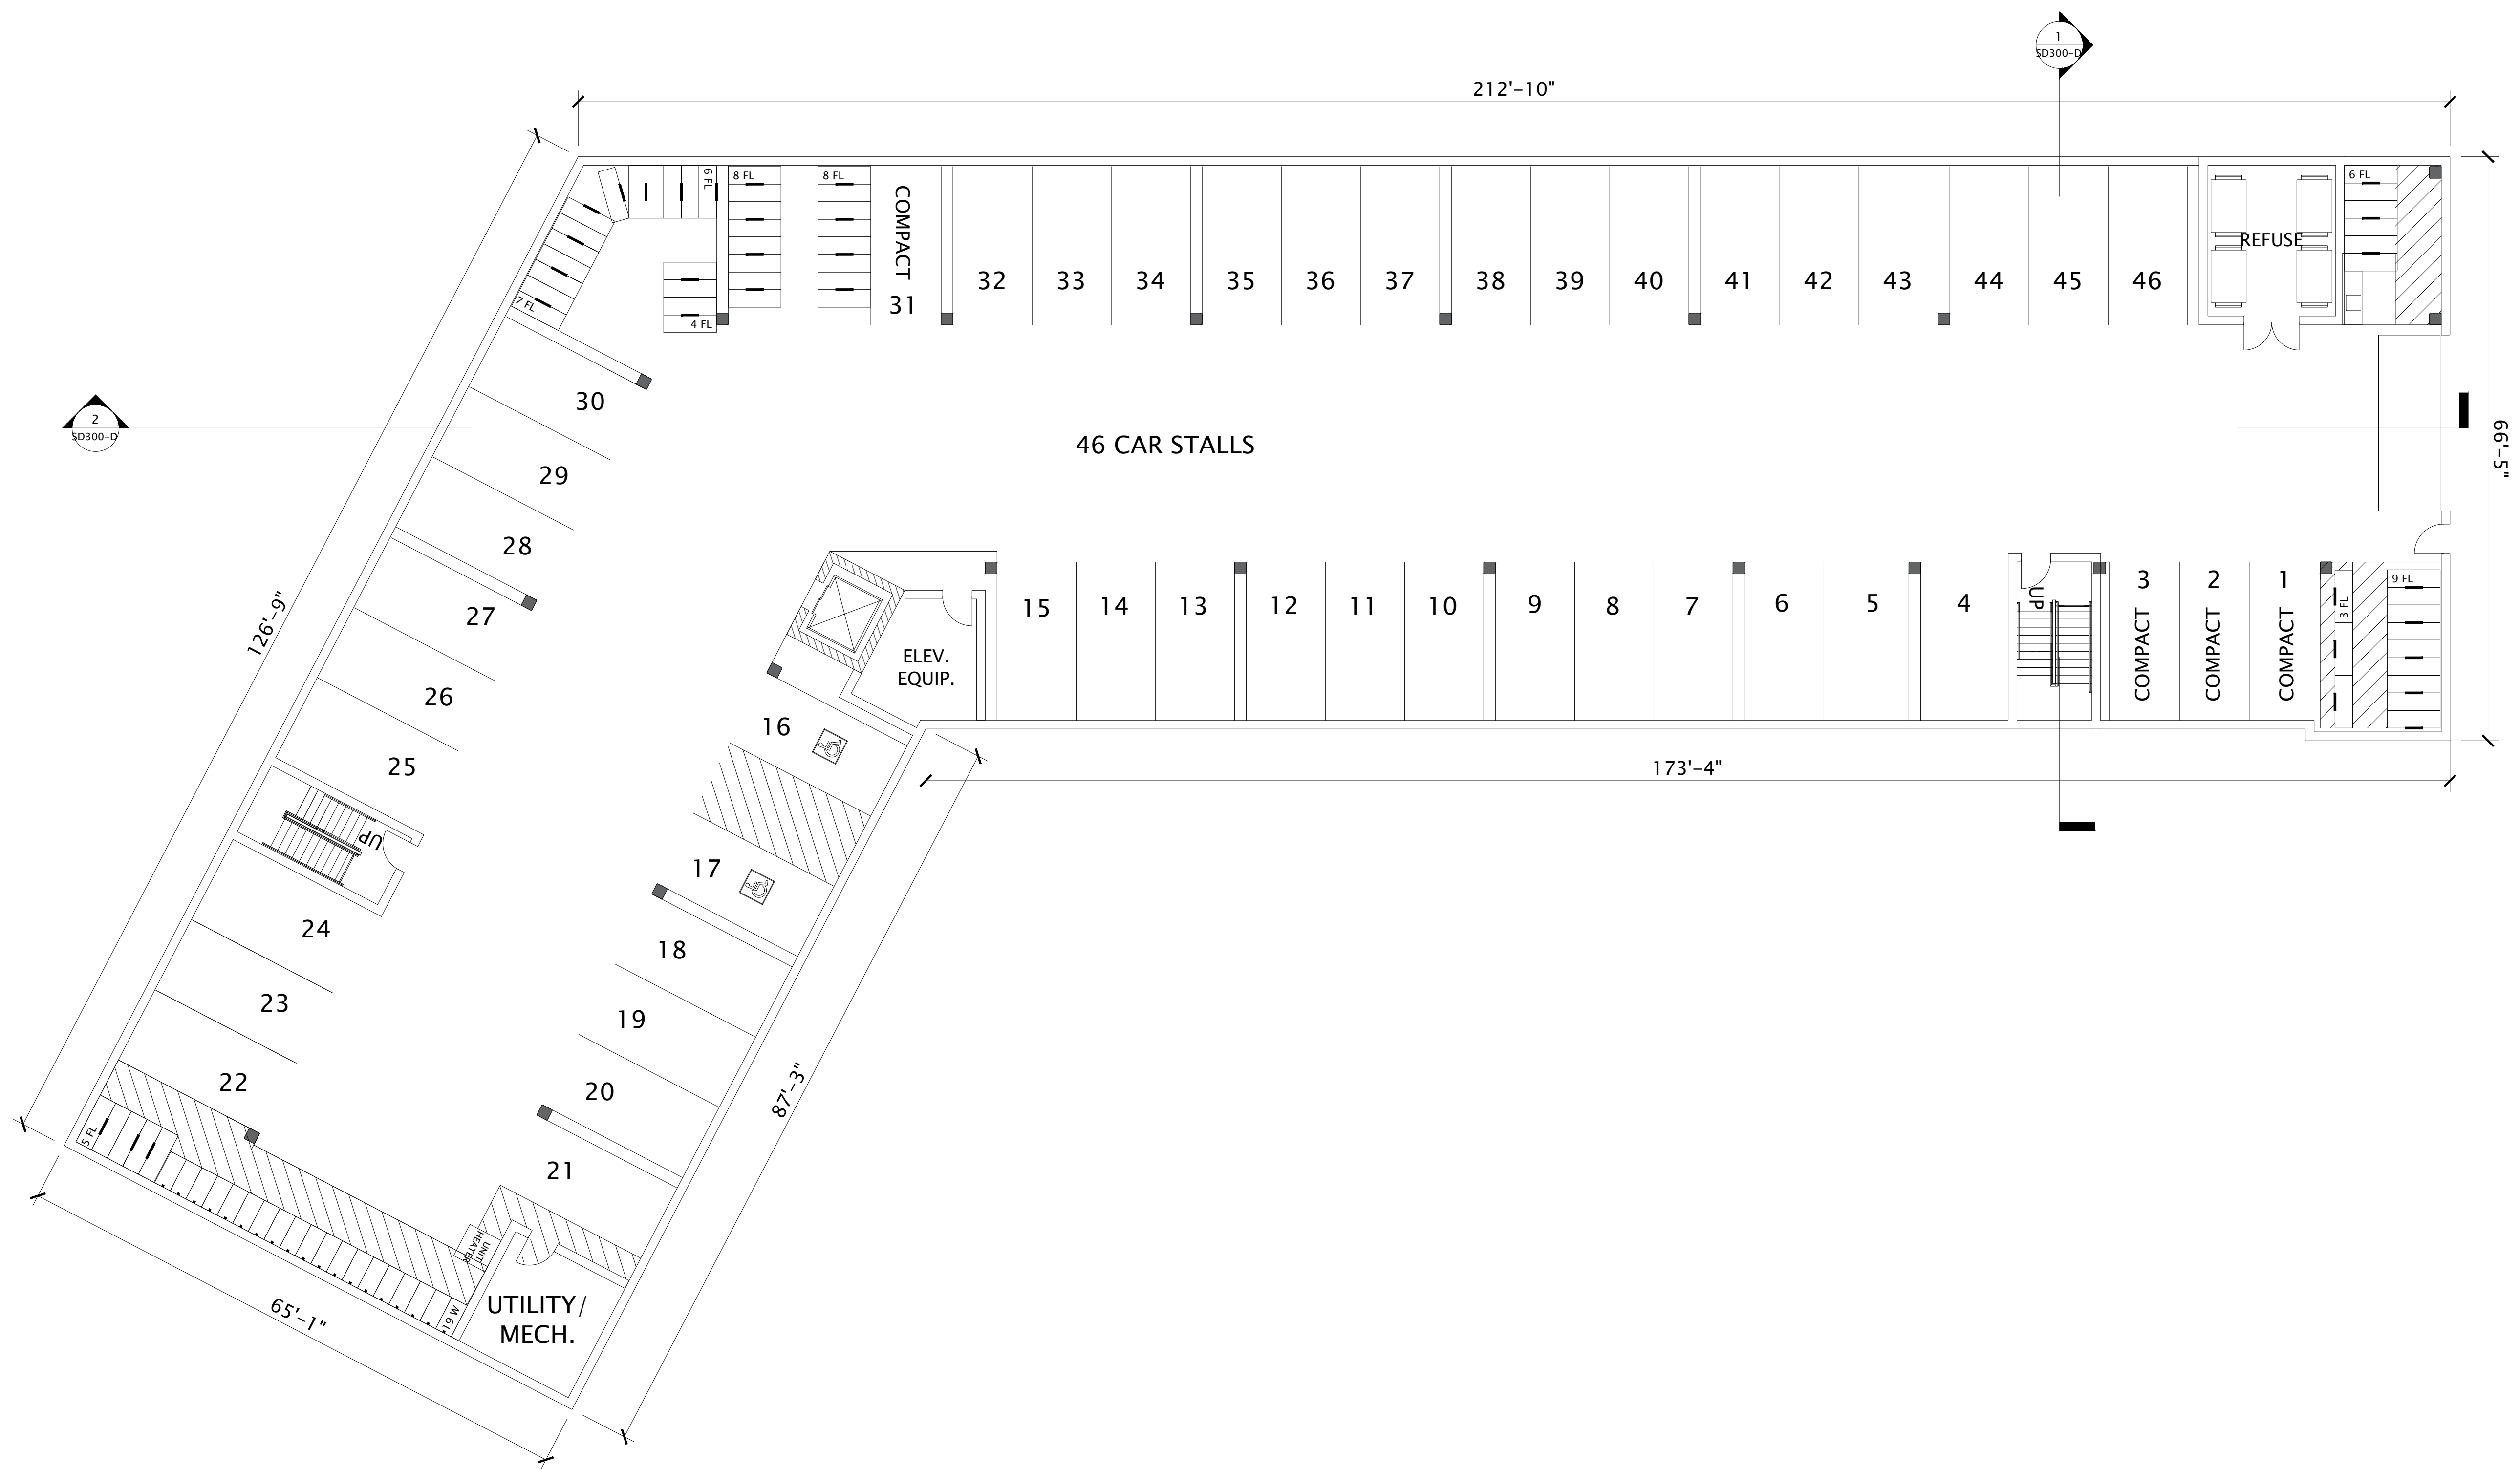 1
SD300-D
212'-10"
6 FL
8 FL
8 FL
COMPACT
31
32
33
34
35
36
37
38
39
40
41
42
43
44
45
46
REFUSE
6 FL
7 FL
4 FL
30
2
SD300-D
46 CAR STALLS
66'-5"
29
28
27
26
25
UP
126'-9"
ELEV.
EQUIP.
15
14
13
12
11
10
9
8
7
6
5
4
UP
3
COMPACT
2
COMPACT
1
COMPACT
3 FL
9 FL
173'-4"
16
17
18
19
20
21
87'-3"
24
23
22
5 FL
UNIT
HEATER
19 W
UTILITY/
MECH.
65'-1"